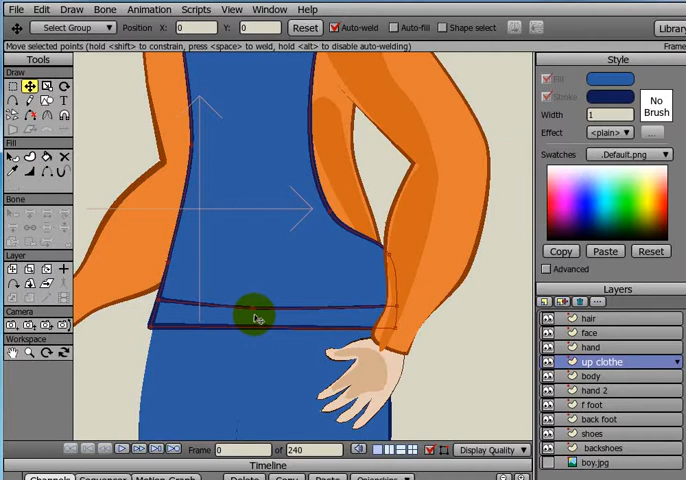 File Edit Draw Bone Animation Scripts View Window Help
Select Group Position X: 0 Y: 0 Reset Auto-weld Auto-fill Shape select Library
Move selected points (hold <shift> to constrain, press <space> to weld, hold <alt> to disable auto-welding) Frame
Tools
Draw
T
Fill
Bone
Layer
Camera
Workspace
Style
Fill
Stroke
No
Brush
Width 1
Effect <plain> ...
Swatches .Default.png
Copy Paste Reset
Advanced
Layers
hair
face
hand
up clothe
body
hand 2
f foot
back foot
shoes
backshoes
boy.jpg
Frame 0 of 240 Display Quality
Timeline
Channels Sequencer Motion Graph Delete Copy Paste